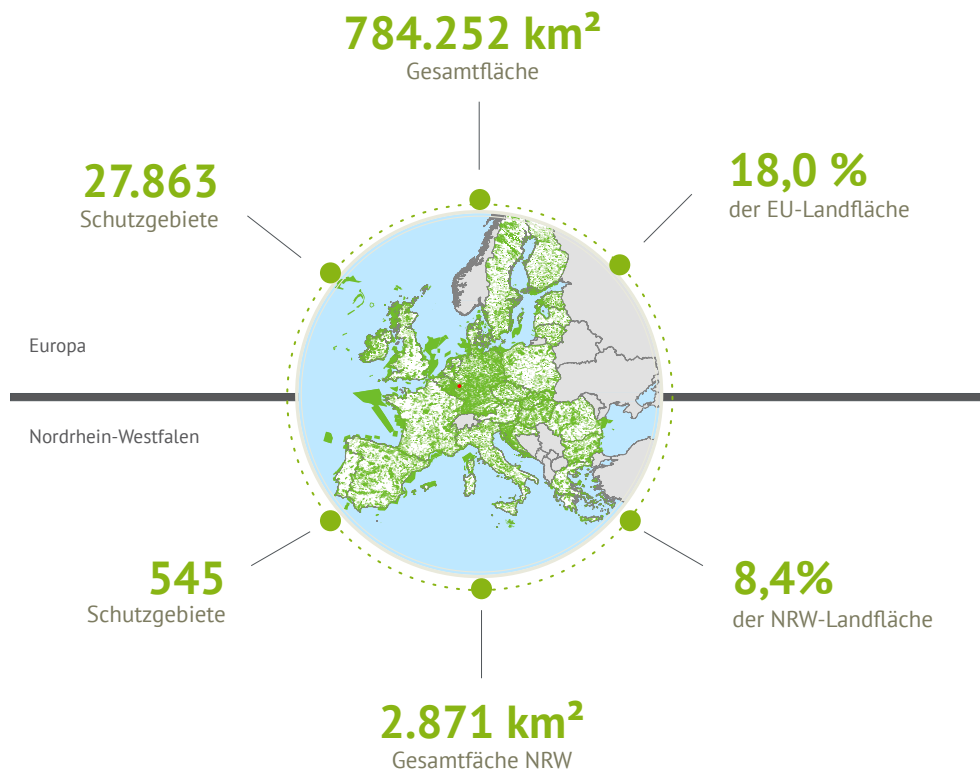 784.252 km²
Gesamtfläche
27.863
Schutzgebiete
18,0 %
der EU-Landfläche
Europa
Nordrhein-Westfalen
545
Schutzgebiete
8,4%
der NRW-Landfläche
2.871 km²
Gesamtfäche NRW